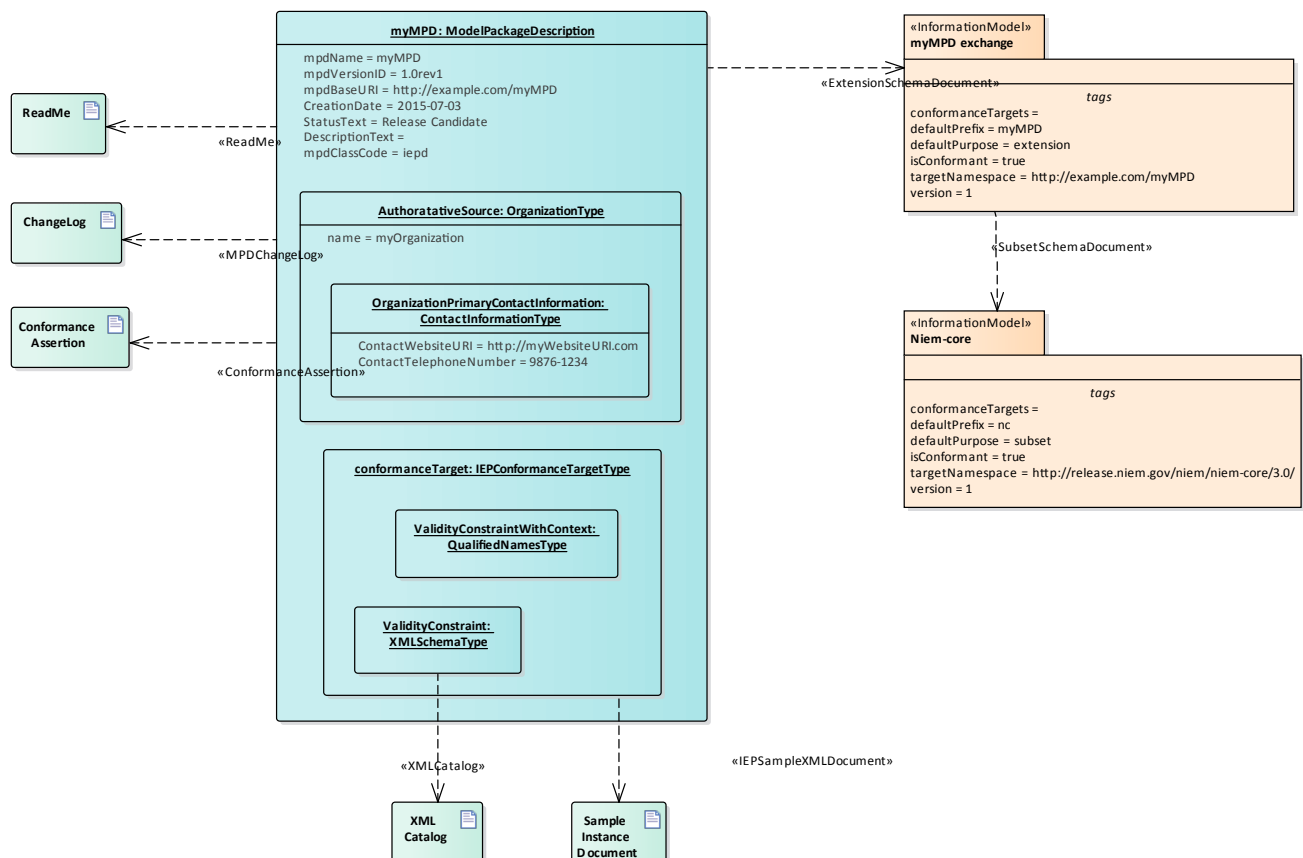 myMPD: ModelPackageDescription
mpdName = myMPD
mpdVersionID = 1.0rev1
mpdBaseURI = http://example.com/myMPD
CreationDate = 2015-07-03
StatusText = Release Candidate
DescriptionText =
mpdClassCode = iepd
ReadMe
«ReadMe»
ChangeLog
«MPDChangeLog»
Conformance
Assertion
«ConformanceAssertion»
AuthoratativeSource: OrganizationType
name = myOrganization
OrganizationPrimaryContactInformation:
ContactInformationType
ContactWebsiteURI = http://myWebsiteURI.com
ContactTelephoneNumber = 9876-1234
conformanceTarget: IEPConformanceTargetType
ValidityConstraintWithContext:
QualifiedNamesType
ValidityConstraint:
XMLSchemaType
«XMLCatalog»
XML
Catalog
«IEPSampleXMLDocument»
Sample
Instance
Document
«InformationModel»
myMPD exchange
«ExtensionSchemaDocument»
tags
conformanceTargets =
defaultPrefix = myMPD
defaultPurpose = extension
isConformant = true
targetNamespace = http://example.com/myMPD
version = 1
«SubsetSchemaDocument»
«InformationModel»
Niem-core
tags
conformanceTargets =
defaultPrefix = nc
defaultPurpose = subset
isConformant = true
targetNamespace = http://release.niem.gov/niem/niem-core/3.0/
version = 1